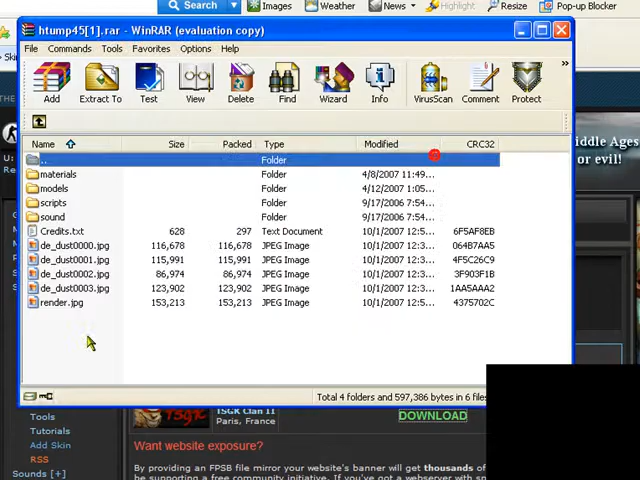 Search Images Weather News Highlight Resize Pop-up Blocker
htump45[1].rar - WinRAR (evaluation copy)
File Commands Tools Favorites Options Help
Add Extract To Test View Delete Find Wizard Info VirusScan Comment Protect
Name Size Packed Type Modified CRC32
.. Folder
materials Folder 4/8/2007 11:49...
models Folder 4/12/2007 1:05...
scripts Folder 9/17/2006 7:54...
sound Folder 9/17/2006 7:54...
Credits.txt 628 297 Text Document 10/1/2007 12:5... 6F5AF8EB
de_dust0000.jpg 116,678 116,678 JPEG Image 10/1/2007 12:3... 064B7AA5
de_dust0001.jpg 115,991 115,991 JPEG Image 10/1/2007 12:3... 4F5C26C9
de_dust0002.jpg 86,974 86,974 JPEG Image 10/1/2007 12:3... 3F903F1B
de_dust0003.jpg 123,902 123,902 JPEG Image 10/1/2007 12:3... 1AA5AAA2
render.jpg 153,213 153,213 JPEG Image 10/1/2007 12:3... 4375702C
Total 4 folders and 597,386 bytes in 6 files
iddle Ages
or evil!
Tools
Tutorials
Add Skin
RSS
Sounds [+]
TSGK Clan II
Paris, France
DOWNLOAD
Want website exposure?
By providing an FPSB file mirror your website's banner will get thousands of